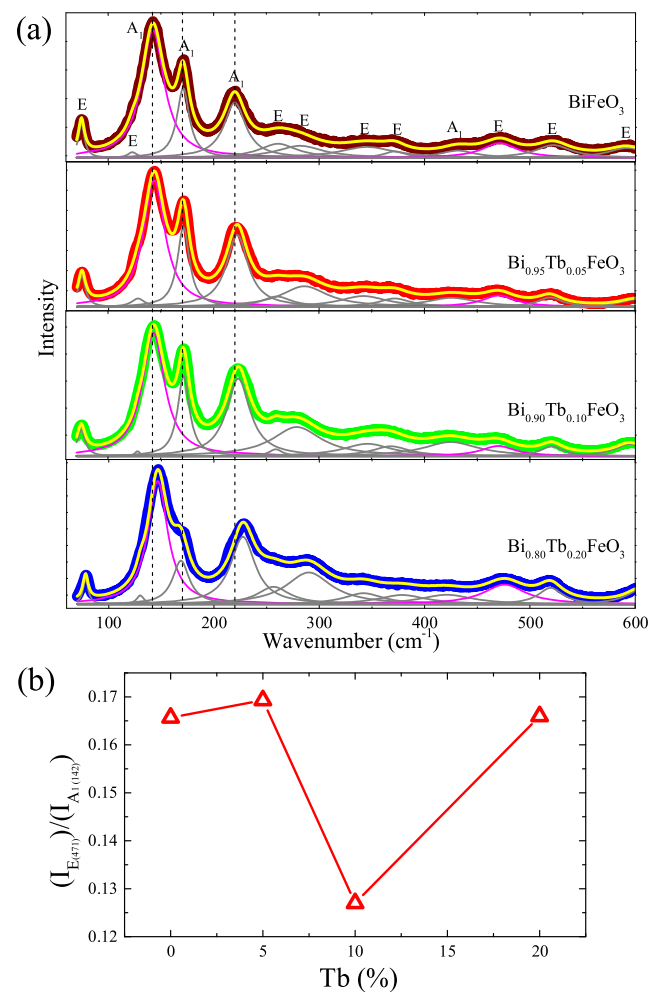 (a)
A1 A1 A1 E E E E E A1 E E E
BiFeO3
Bi0.95Tb0.05FeO3
Bi0.90Tb0.10FeO3
Bi0.80Tb0.20FeO3
Intensity
100 200 300 400 500 600
Wavenumber (cm-1)
(b)
0.17
0.16
0.15
0.14
0.13
0.12
(IE(471))/(IA1(142))
0 5 10 15 20
Tb (%)